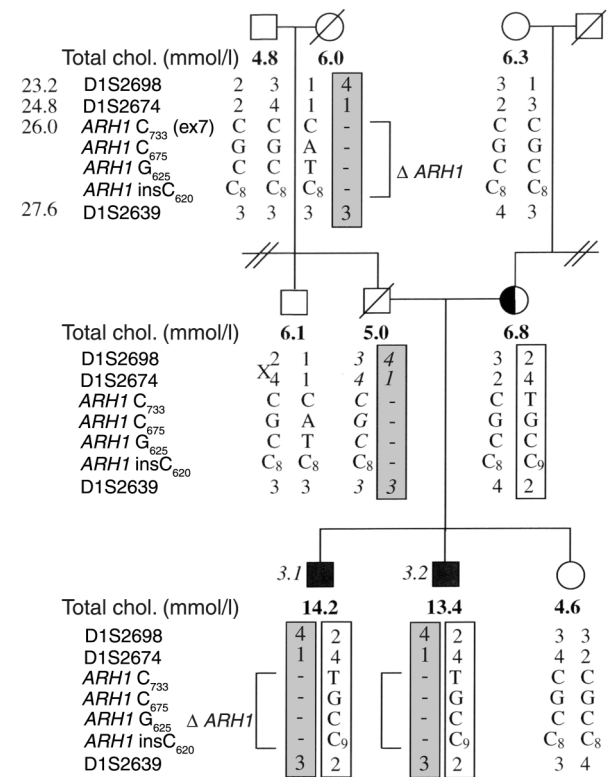 Total chol. (mmol/l) 4.8 6.0 6.3
23.2 D1S2698 2 3 1 4 3 1
24.8 D1S2674 2 4 1 1 2 3
26.0 ARH1 C733 (ex7) C C C - C C
ARH1 C675 G G A - G G
ARH1 G625 C C T - C C
Δ ARH1
ARH1 insC620 C8 C8 C8 - C8 C8
27.6 D1S2639 3 3 3 3 4 3
Total chol. (mmol/l) 6.1 5.0 6.8
D1S2698 2 1 3 4 3 2
X
D1S2674 4 1 4 1 2 4
ARH1 C733 C C C - C T
ARH1 C675 G A G - G G
ARH1 G625 C T C - C C
ARH1 insC620 C8 C8 C8 - C8 C9
D1S2639 3 3 3 3 4 2
3.1 3.2
Total chol. (mmol/l) 14.2 13.4 4.6
D1S2698 4 2 4 2 3 3
D1S2674 1 4 1 4 4 2
ARH1 C733 - T - T C C
ARH1 C675 - G - G G G
ARH1 G625 Δ ARH1 - C - C C C
ARH1 insC620 - C9 - C9 C8 C8
D1S2639 3 2 3 2 3 4